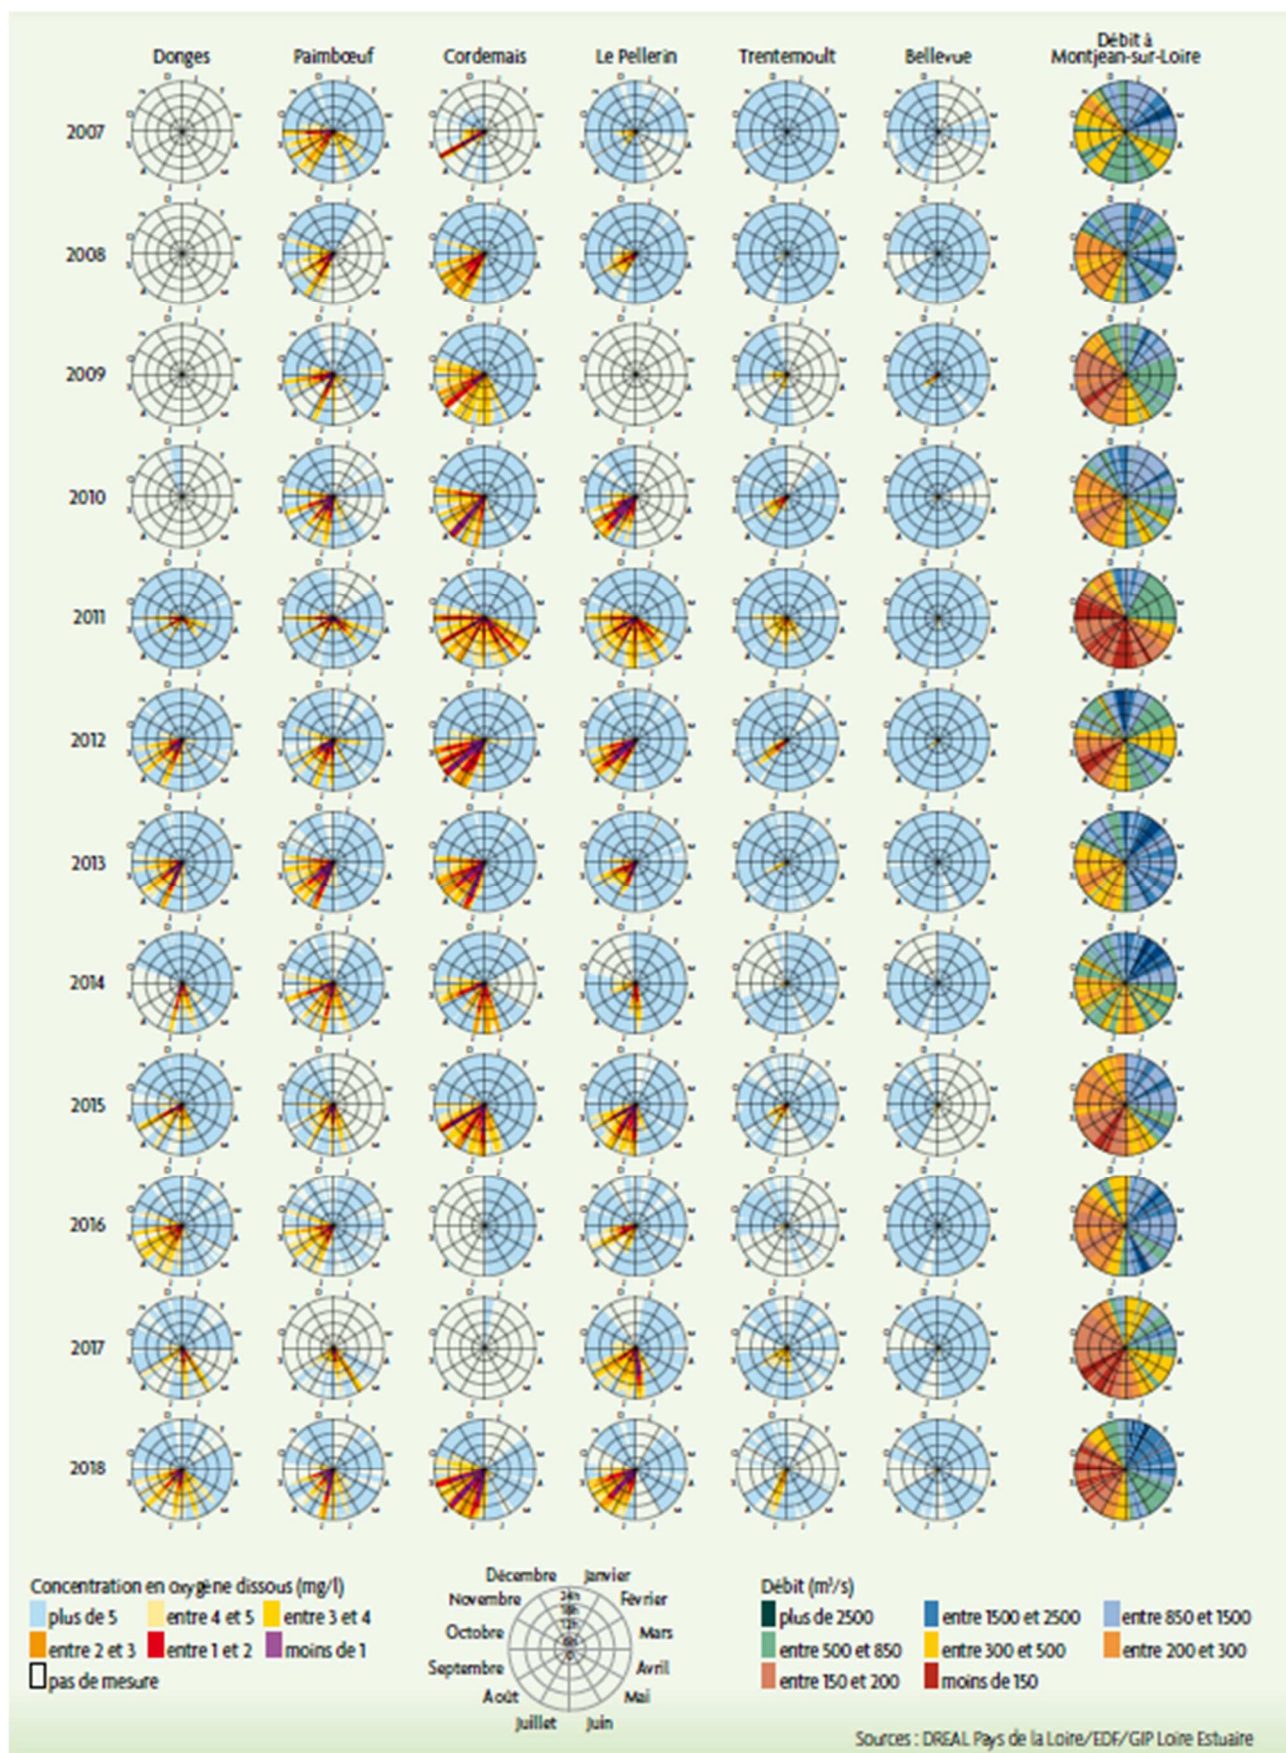 Donges Paimbœuf Cordemais Le Pellerin Trentemoult Bellevue Débit à
Montjean-sur-Loire
2007
2008
2009
2010
2011
2012
2013
2014
2015
2016
2017
2018
Concentration en oxygène dissous (mg/l)
plus de 5 entre 4 et 5 entre 3 et 4
entre 2 et 3 entre 1 et 2 moins de 1
pas de mesure
Décembre Janvier
Novembre Février
Octobre Mars
Septembre Avril
Août Mai
Juillet Juin
24h
18h
12h
6h
0
Débit (m³/s)
plus de 2500 entre 1500 et 2500 entre 850 et 1500
entre 500 et 850 entre 300 et 500 entre 200 et 300
entre 150 et 200 moins de 150
Sources : DREAL Pays de la Loire/EDF/GIP Loire Estuaire